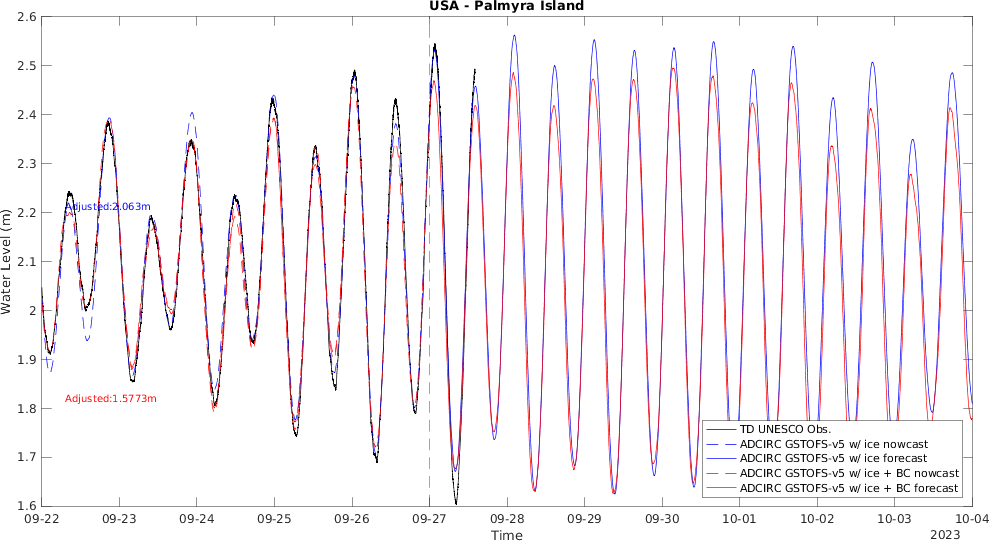 USA - Palmyra Island
2.6
2.5
2.4
2.3
2.2
2.1
2
1.9
1.8
1.7
1.6
Water Level (m)
Adjusted:2.063m
Adjusted:1.5773m
TD UNESCO Obs.
ADCIRC GSTOFS-v5 w/ ice nowcast
ADCIRC GSTOFS-v5 w/ ice forecast
ADCIRC GSTOFS-v5 w/ ice + BC nowcast
ADCIRC GSTOFS-v5 w/ ice + BC forecast
09-22 09-23 09-24 09-25 09-26 09-27 09-28 09-29 09-30 10-01 10-02 10-03 10-04
Time
2023